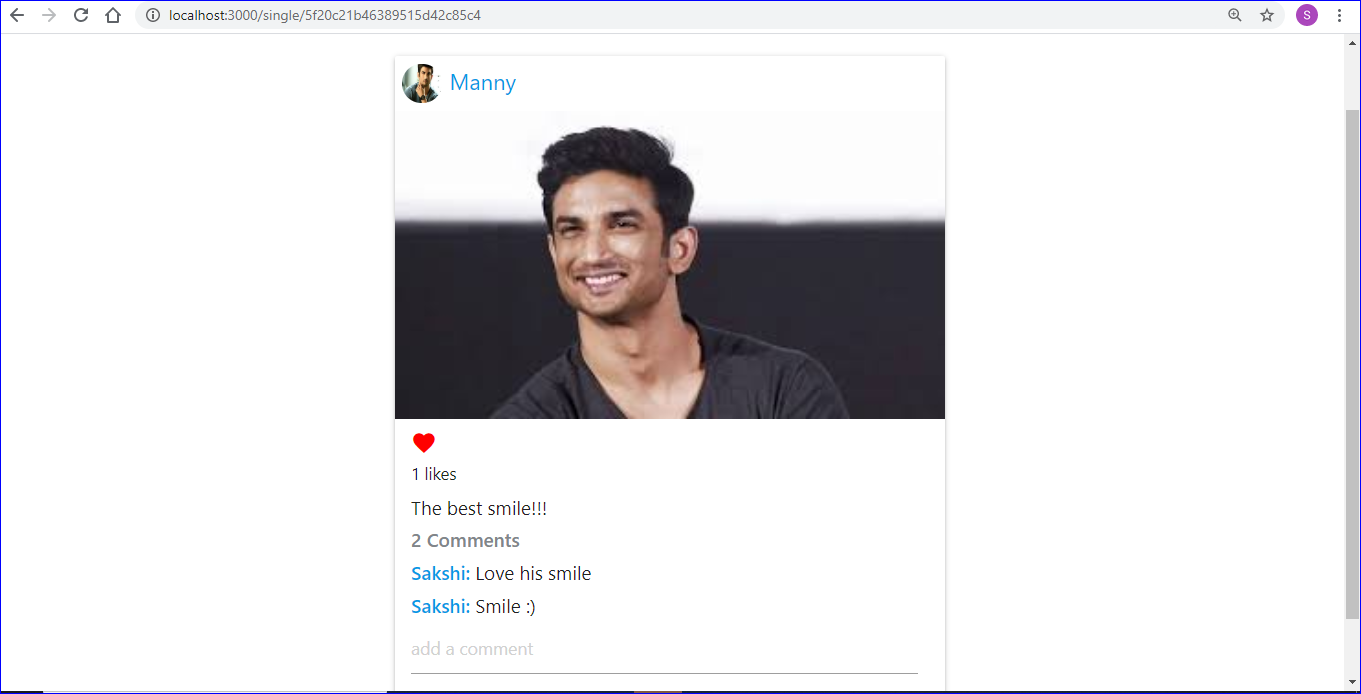 localhost:3000/single/5f20c21b46389515d42c85c4
S
Manny
1 likes
The best smile!!!
2 Comments
Sakshi: Love his smile
Sakshi: Smile :)
add a comment